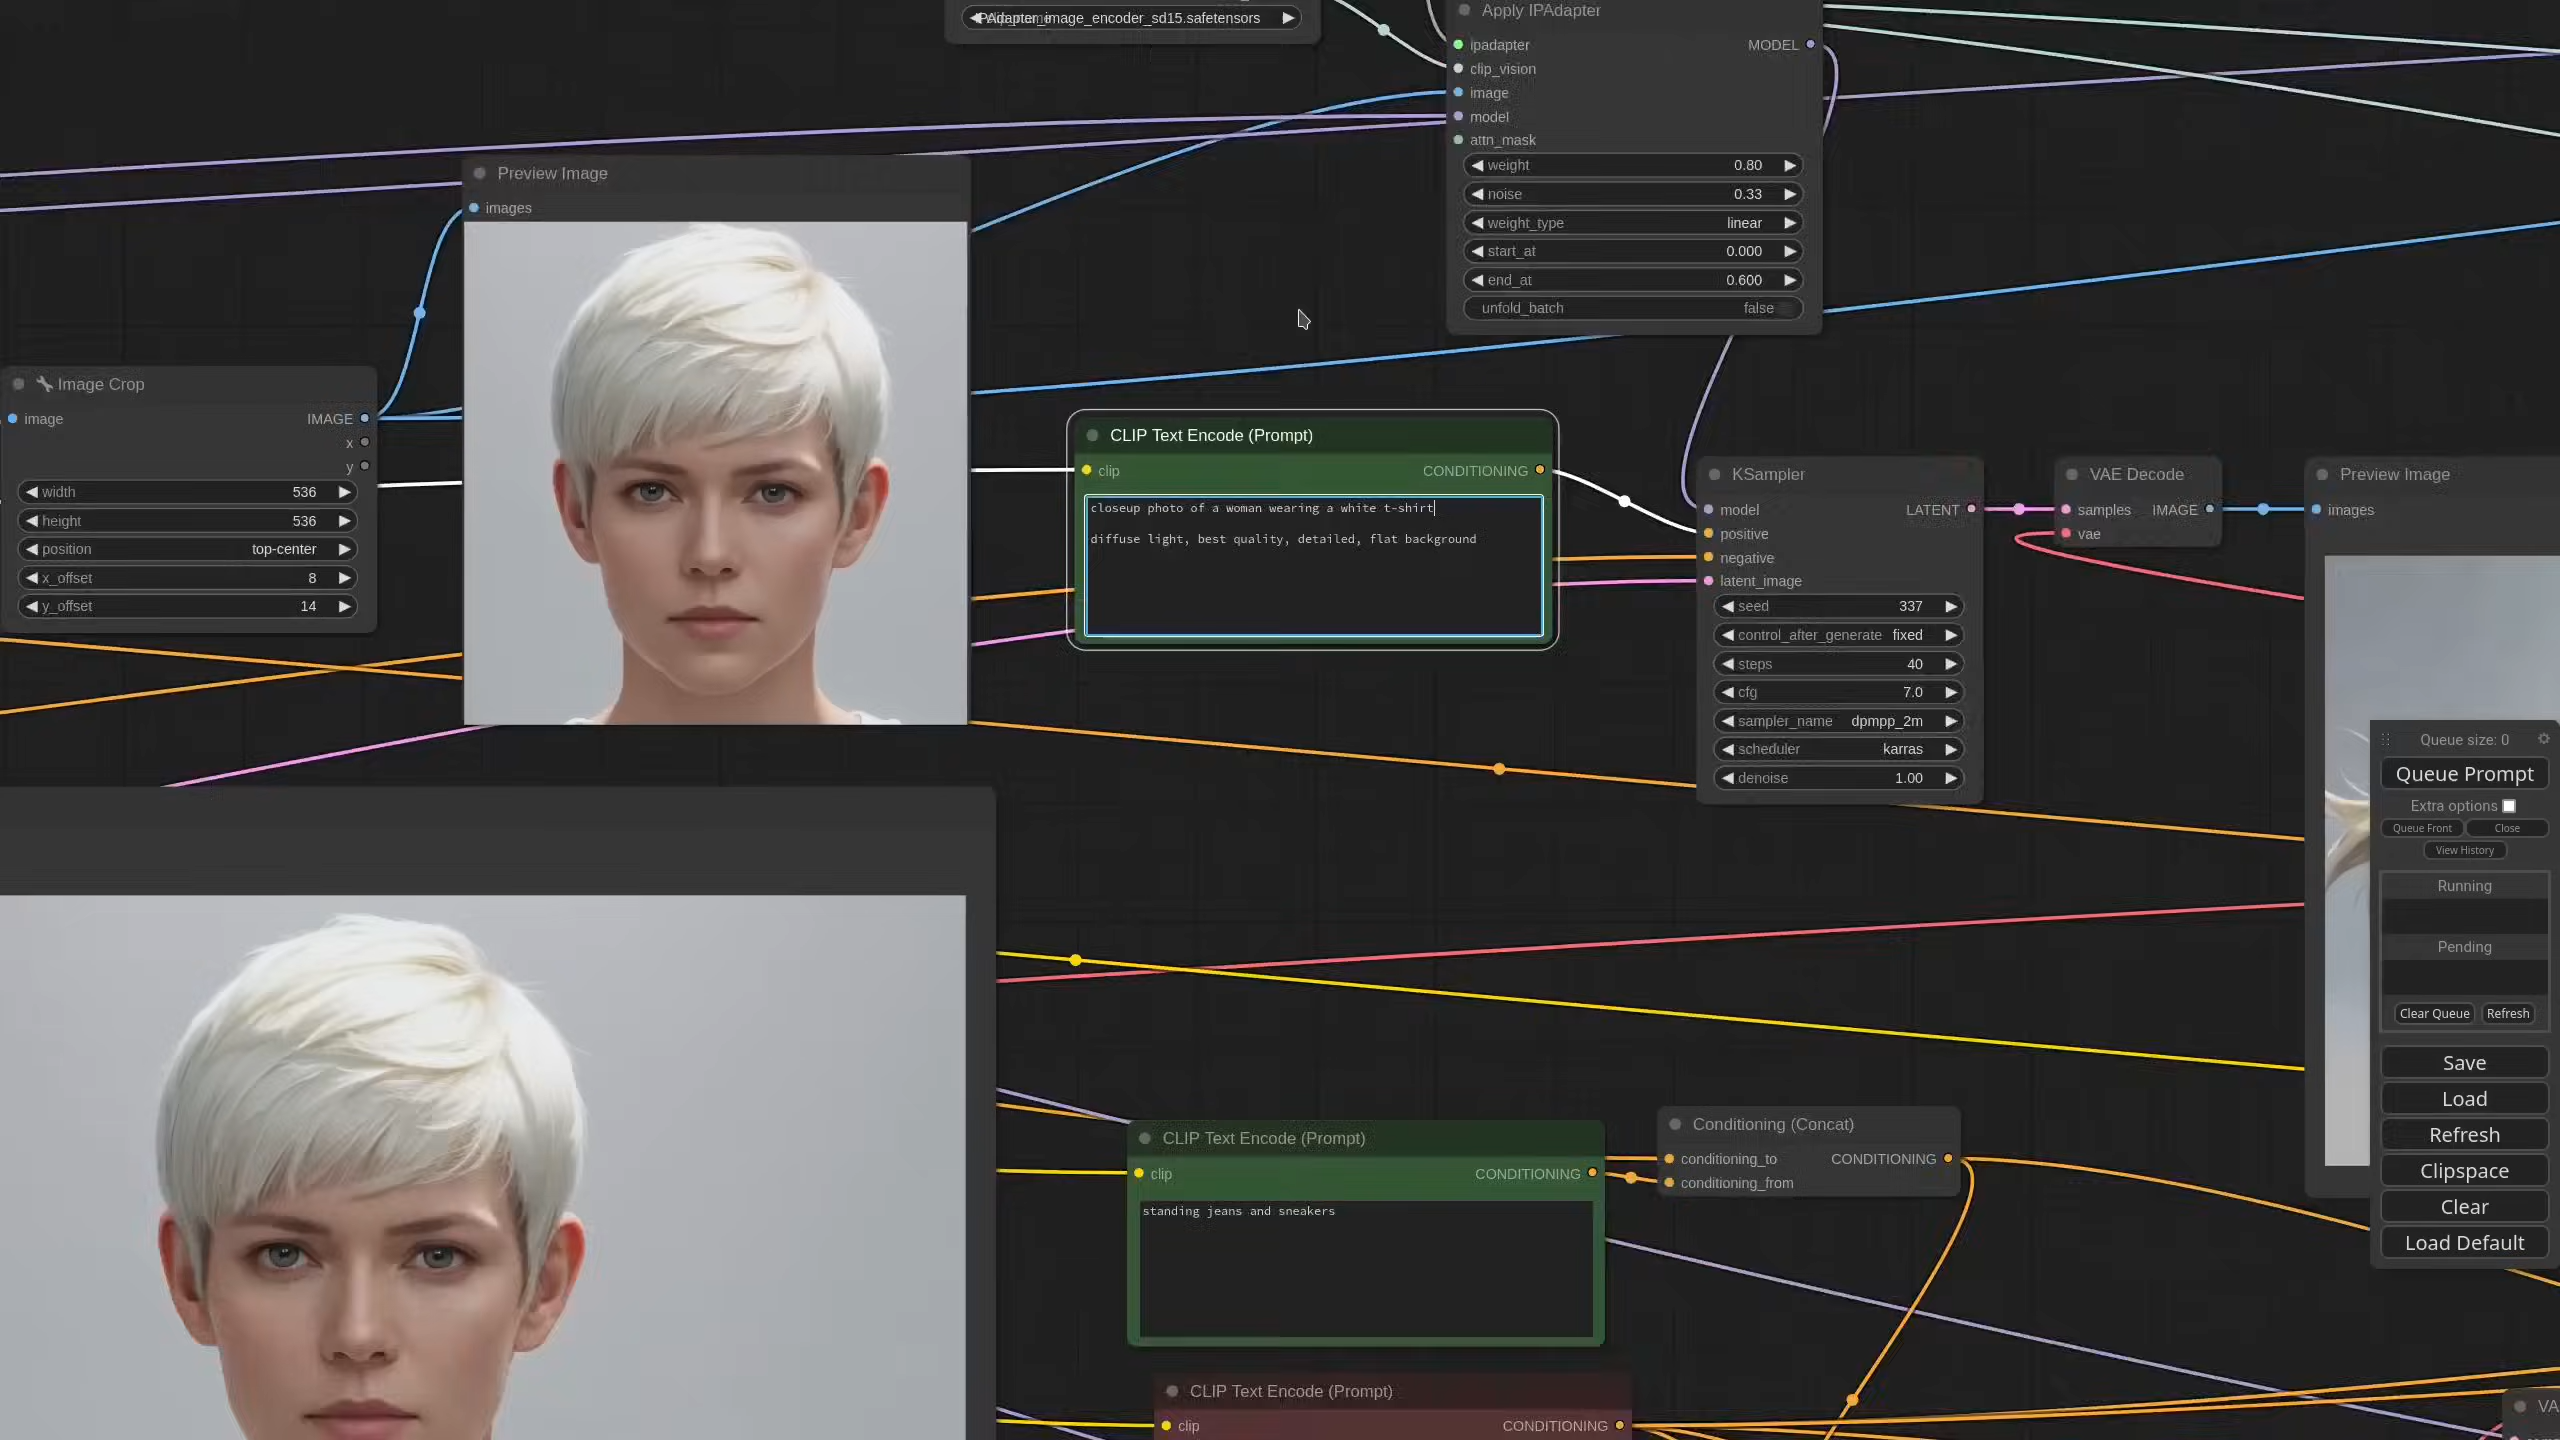 IPAdapter_image_encoder_sd15.safetensors
Apply IPAdapter
ipadapter
MODEL
clip_vision
image
model
attn_mask
weight 0.80
noise 0.33
weight_type linear
start_at 0.000
end_at 0.600
unfold_batch false
Preview Image
images
Image Crop
image IMAGE
x
y
width 536
height 536
position top-center
x_offset 8
y_offset 14
CLIP Text Encode (Prompt)
clip CONDITIONING
closeup photo of a woman wearing a white t-shirt
diffuse light, best quality, detailed, flat background
KSampler
model LATENT
positive
negative
latent_image
seed 337
control_after_generate fixed
steps 40
cfg 7.0
sampler_name dpmpp_2m
scheduler karras
denoise 1.00
VAE Decode
samples IMAGE
vae
Preview Image
images
Queue size: 0
Queue Prompt
Extra options
Queue Front Close
View History
Running
Pending
Clear Queue Refresh
Save
Load
Refresh
Clipspace
Clear
Load Default
CLIP Text Encode (Prompt)
clip CONDITIONING
standing jeans and sneakers
Conditioning (Concat)
conditioning_to CONDITIONING
conditioning_from
CLIP Text Encode (Prompt)
clip CONDITIONING
VA